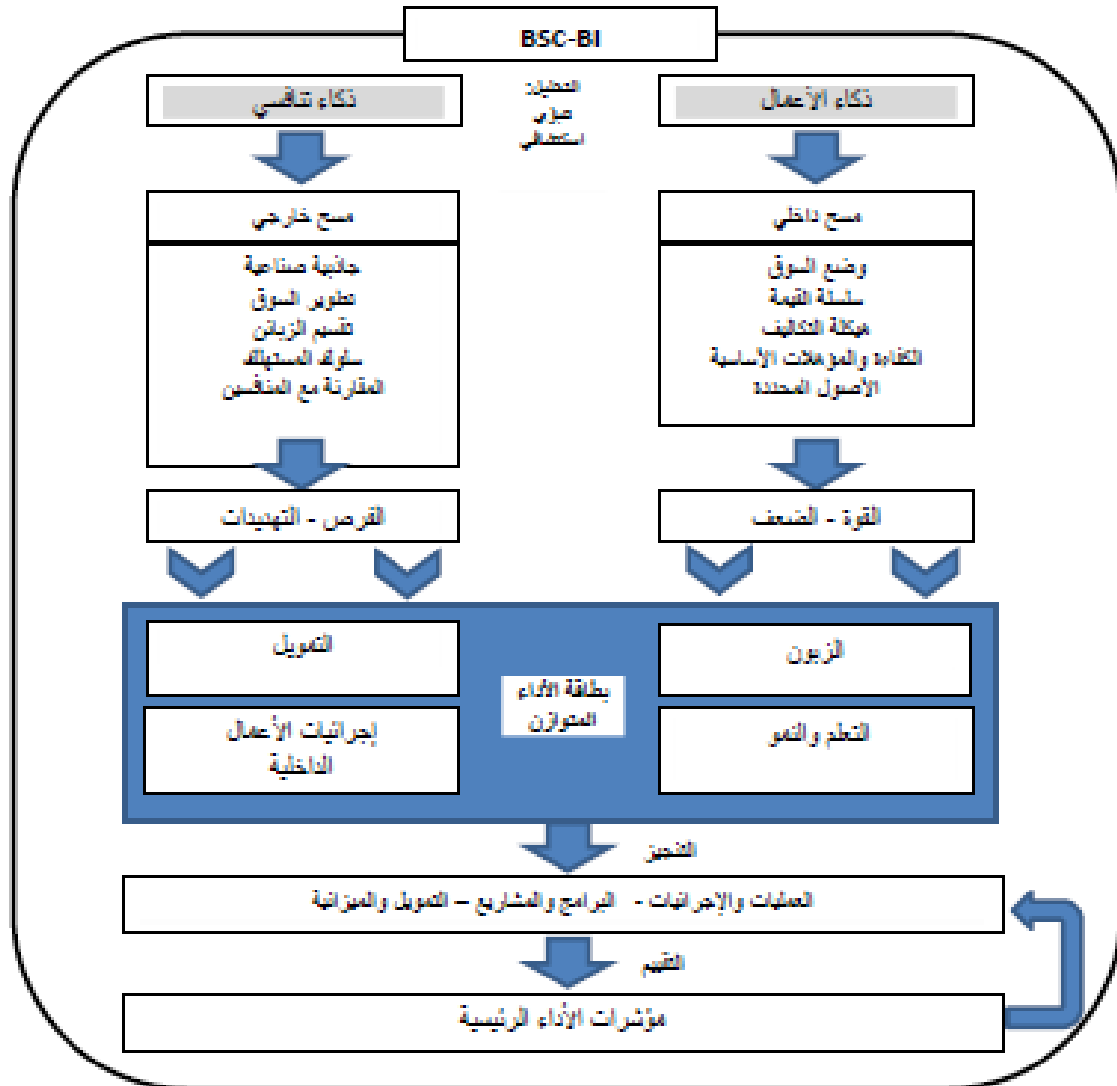 BSC-BI
ذكاء الأعمال
التحليل:
استكشافي
ذكاء تنافسي
مسح داخلي
وضع السوق
سلسلة القيمة
هيكلة التكاليف
الكفاءة والمؤهلات الأساسية
الأصول المحددة
مسح خارجي
جاذبية صناعية
تطوير السوق
تقسيم الزبائن
سلوك المستهلك
المقارنة مع المنافسين
القوة - الضعف
الفرص - التهديدات
الزبون
التمويل
بطاقة الأداء
المتوازن
التعلم والنمو
إجرائيات الأعمال
الداخلية
العمليات والإجرائيات - البرامج والمشاريع – التمويل والميزانية
التقييم
مؤشرات الأداء الرئيسية